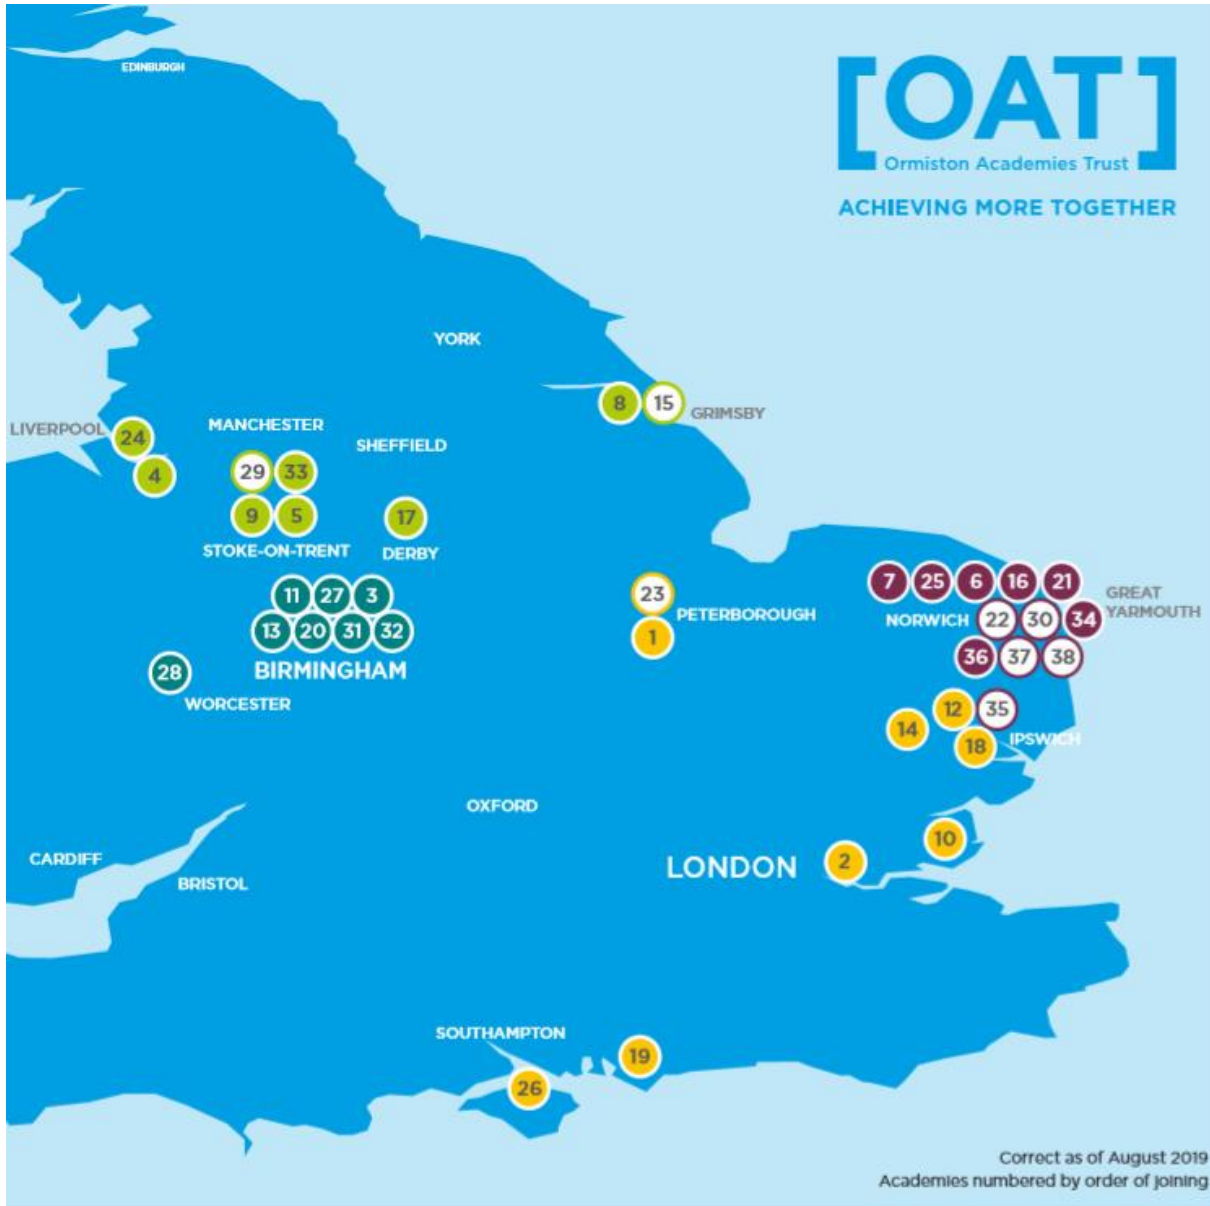 EDINBURGH
[OAT]
Ormiston Academies Trust
ACHIEVING MORE TOGETHER
YORK
8 15
GRIMSBY
LIVERPOOL
24
MANCHESTER
SHEFFIELD
4
29 33
9 5
17
STOKE-ON-TRENT
DERBY
11 27 3
13 20 31 32
BIRMINGHAM
28
WORCESTER
23
PETERBOROUGH
1
7 25 6 16 21
GREAT
YARMOUTH
NORWICH
22 30 34
36 37 38
12 35
14
18
IPSWICH
OXFORD
10
LONDON
2
CARDIFF
BRISTOL
SOUTHAMPTON
19
26
Correct as of August 2019
Academies numbered by order of joining